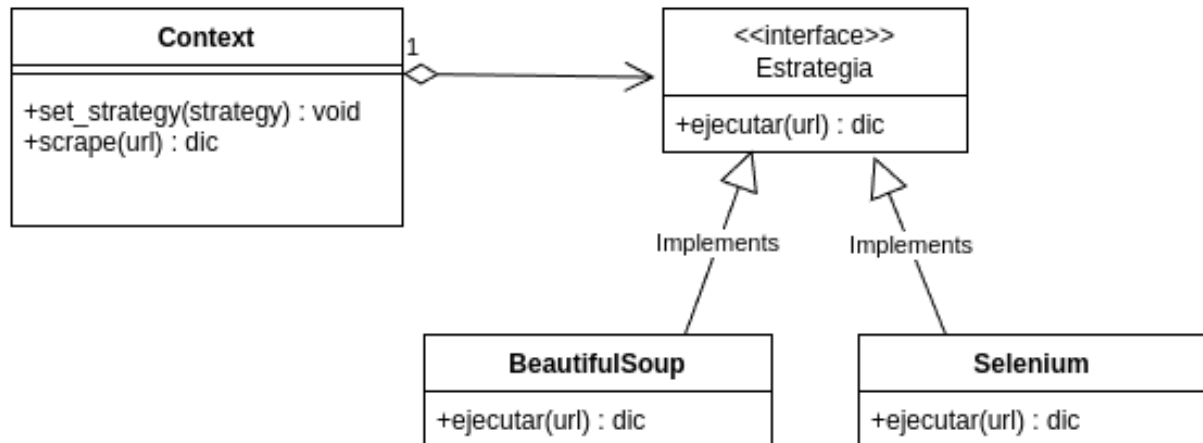 Context
+set_strategy(strategy) : void
+scrape(url) : dic
1
<<interface>>
Estrategia
+ejecutar(url) : dic
Implements
Implements
BeautifulSoup
+ejecutar(url) : dic
Selenium
+ejecutar(url) : dic